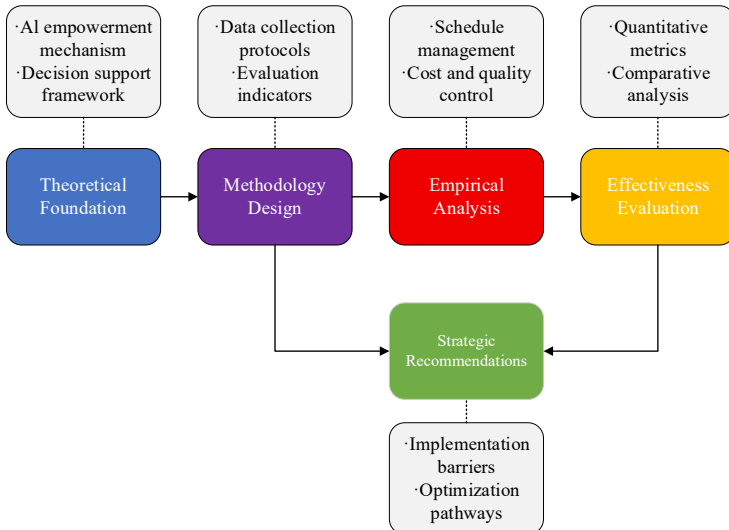 ·AI empowerment
mechanism
·Decision support
framework
·Data collection
protocols
·Evaluation
indicators
·Schedule
management
·Cost and quality
control
·Quantitative
metrics
·Comparative
analysis
Theoretical
Foundation
Methodology
Design
Empirical
Analysis
Effectiveness
Evaluation
Strategic
Recommendations
·Implementation
barriers
·Optimization
pathways